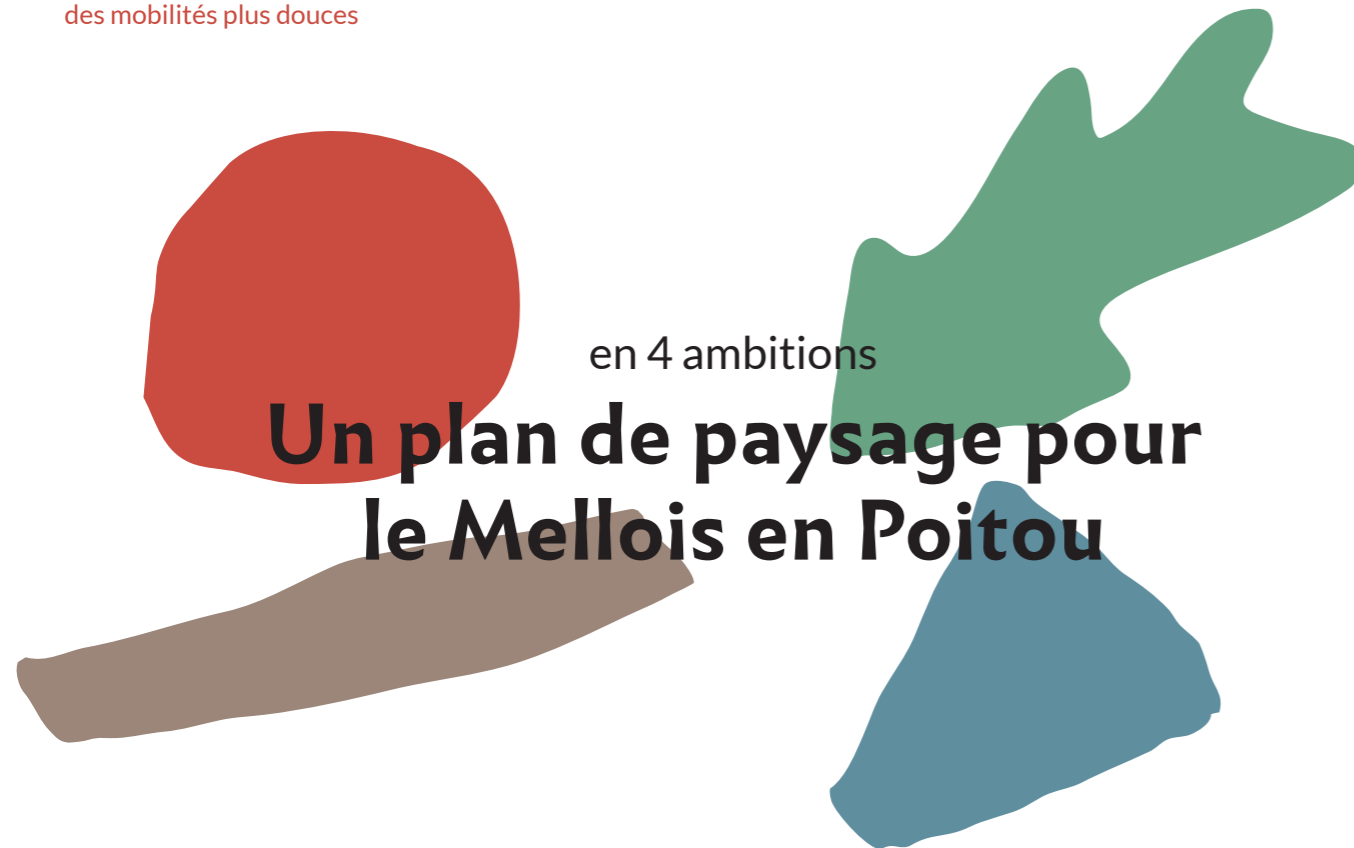 des mobilités plus douces
en 4 ambitions
Un plan de paysage pour
le Mellois en Poitou